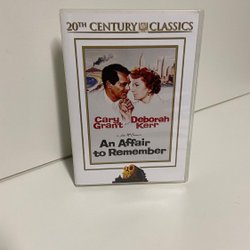 20TH CENTURY CLASSICS
Cary Deborah
Grant Kerr
An Affair
to Remember